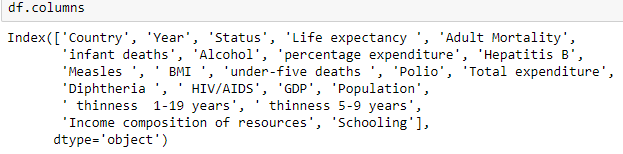 df.columns
Index(['Country', 'Year', 'Status', 'Life expectancy ', 'Adult Mortality',
'infant deaths', 'Alcohol', 'percentage expenditure', 'Hepatitis B',
'Measles ', ' BMI ', 'under-five deaths ', 'Polio', 'Total expenditure',
'Diphtheria ', ' HIV/AIDS', 'GDP', 'Population',
' thinness  1-19 years', ' thinness 5-9 years',
'Income composition of resources', 'Schooling'],
dtype='object')